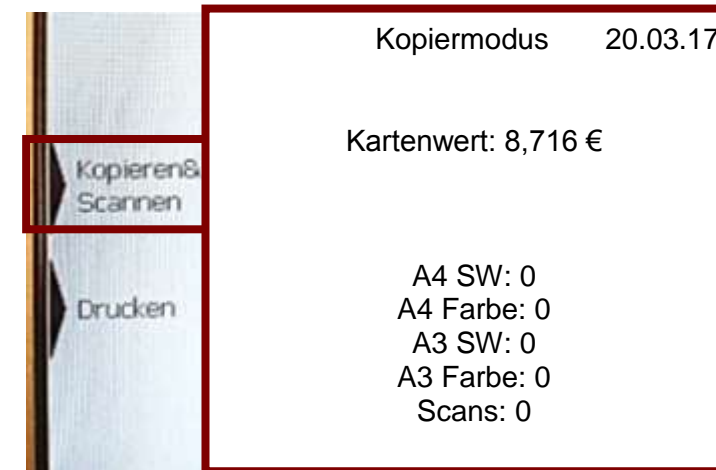 Kopieren&
Scannen
Drucken
Kopiermodus 20.03.17
Kartenwert: 8,716 €
A4 SW: 0
A4 Farbe: 0
A3 SW: 0
A3 Farbe: 0
Scans: 0